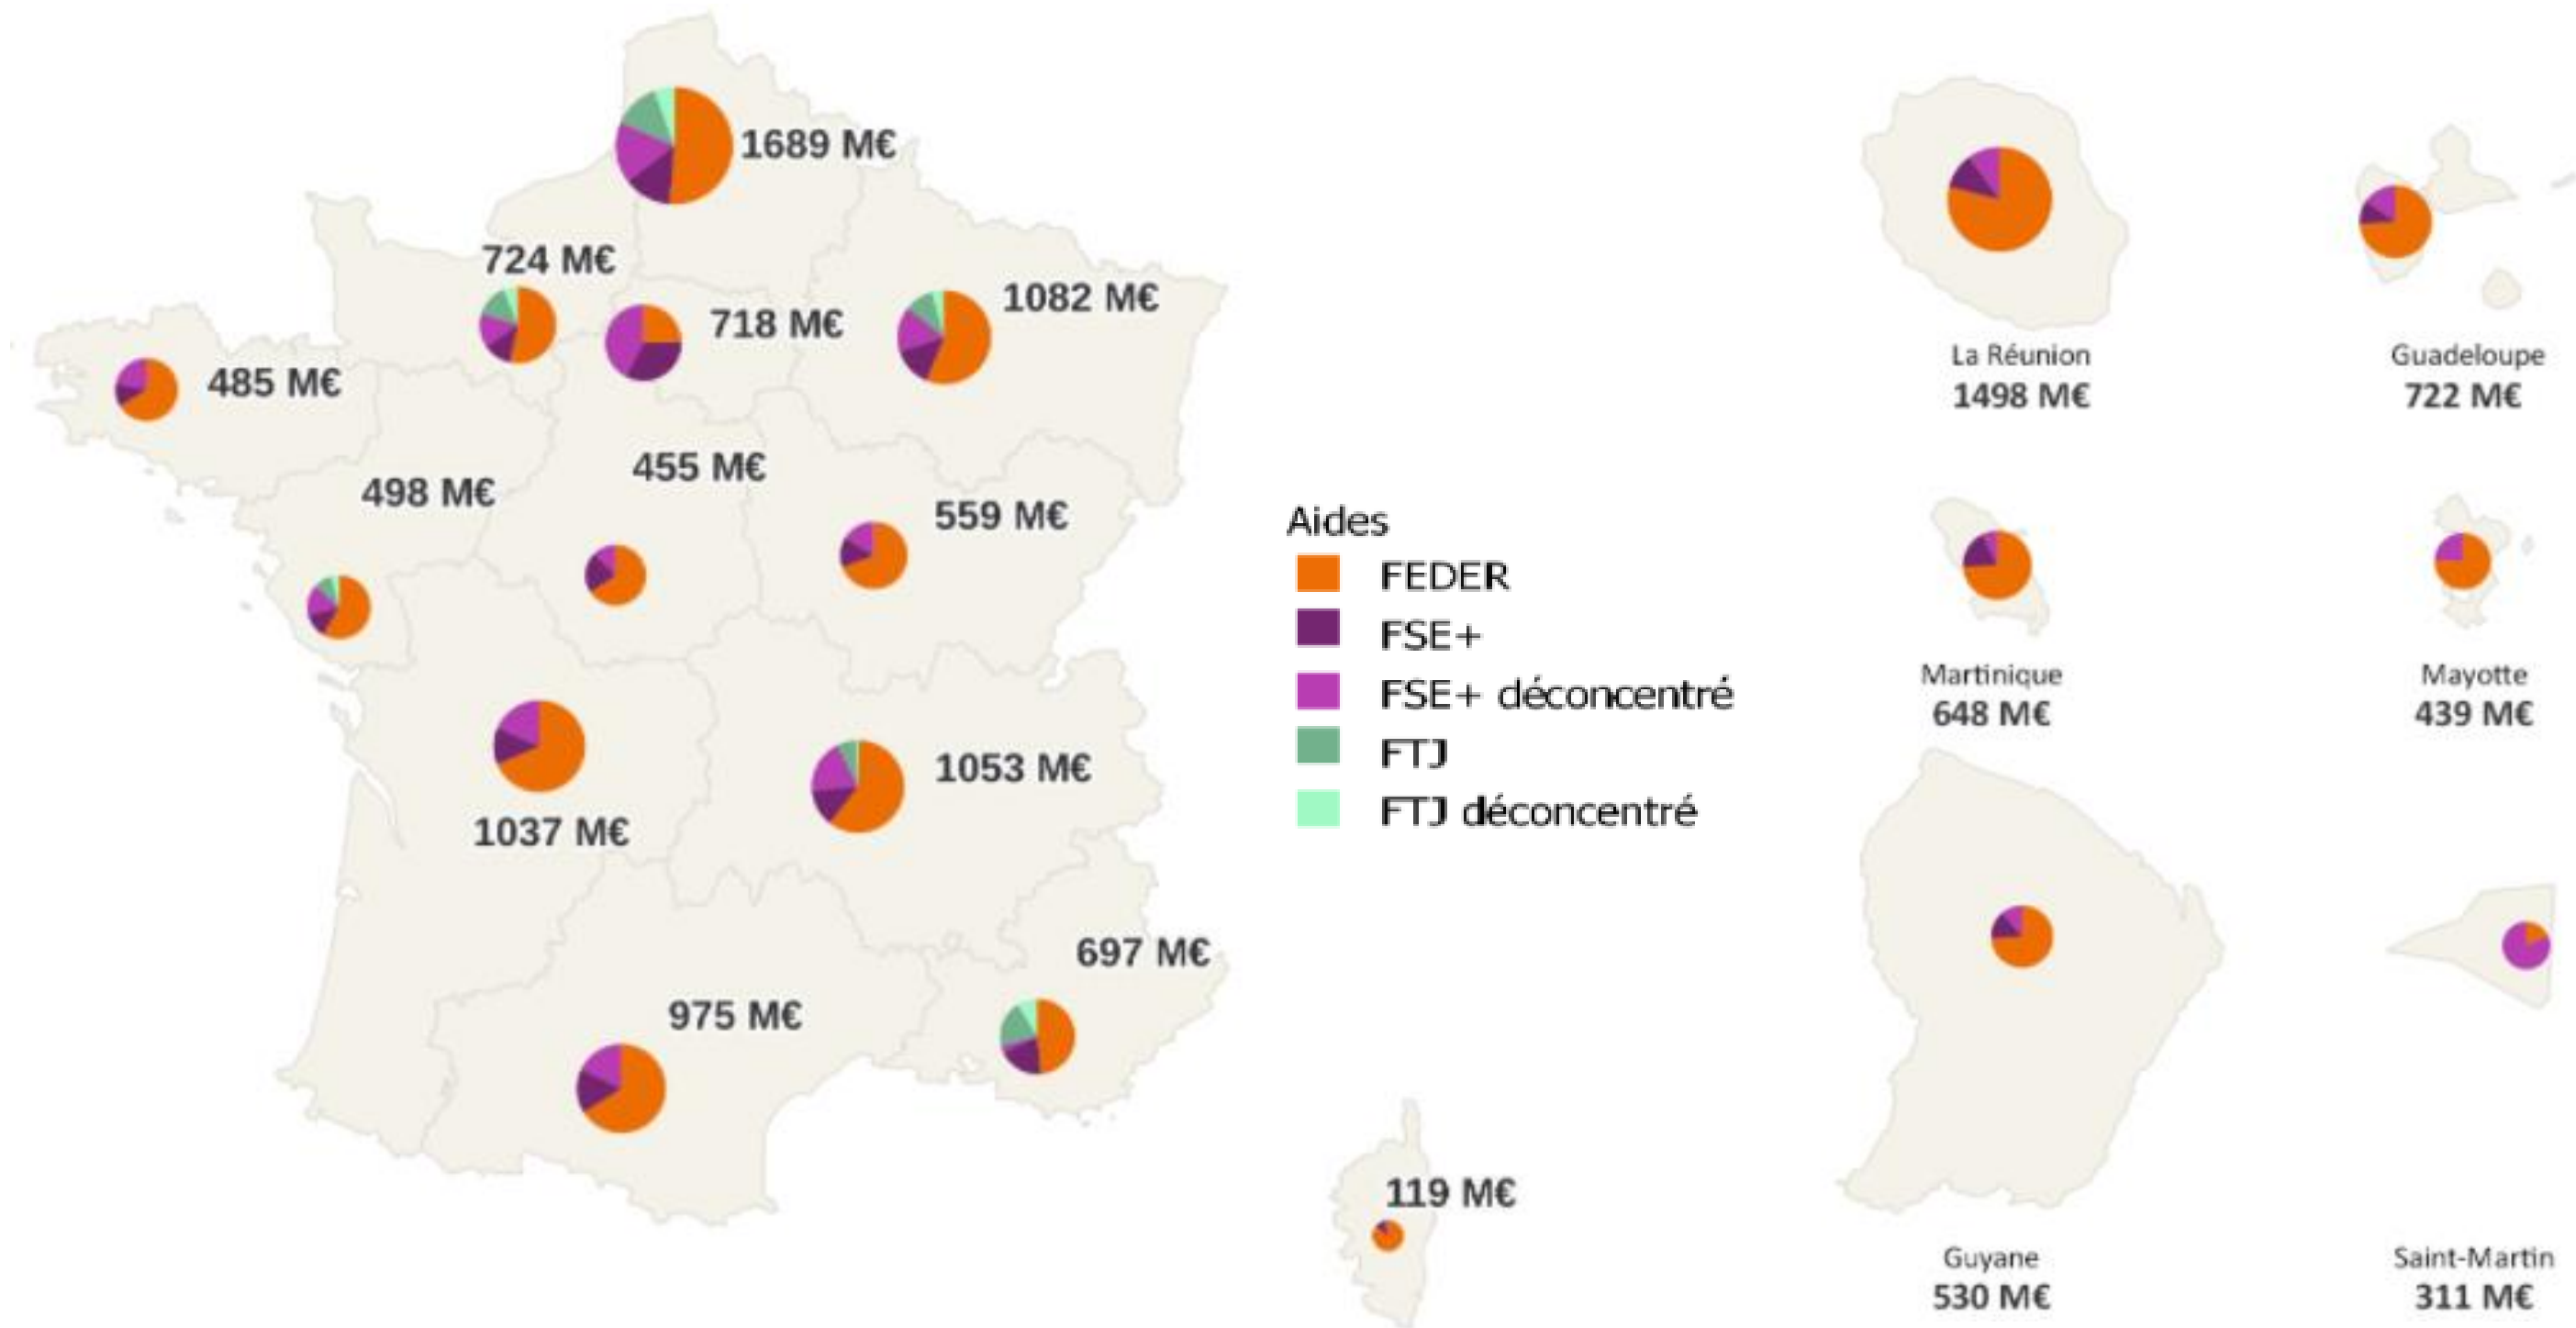 1689 M€
724 M€
718 M€
1082 M€
485 M€
498 M€
455 M€
559 M€
1037 M€
1053 M€
697 M€
975 M€
119 M€
Aides
FEDER
FSE+
FSE+ déconcentré
FTJ
FTJ déconcentré
La Réunion
1498 M€
Guadeloupe
722 M€
Martinique
648 M€
Mayotte
439 M€
Guyane
530 M€
Saint-Martin
311 M€